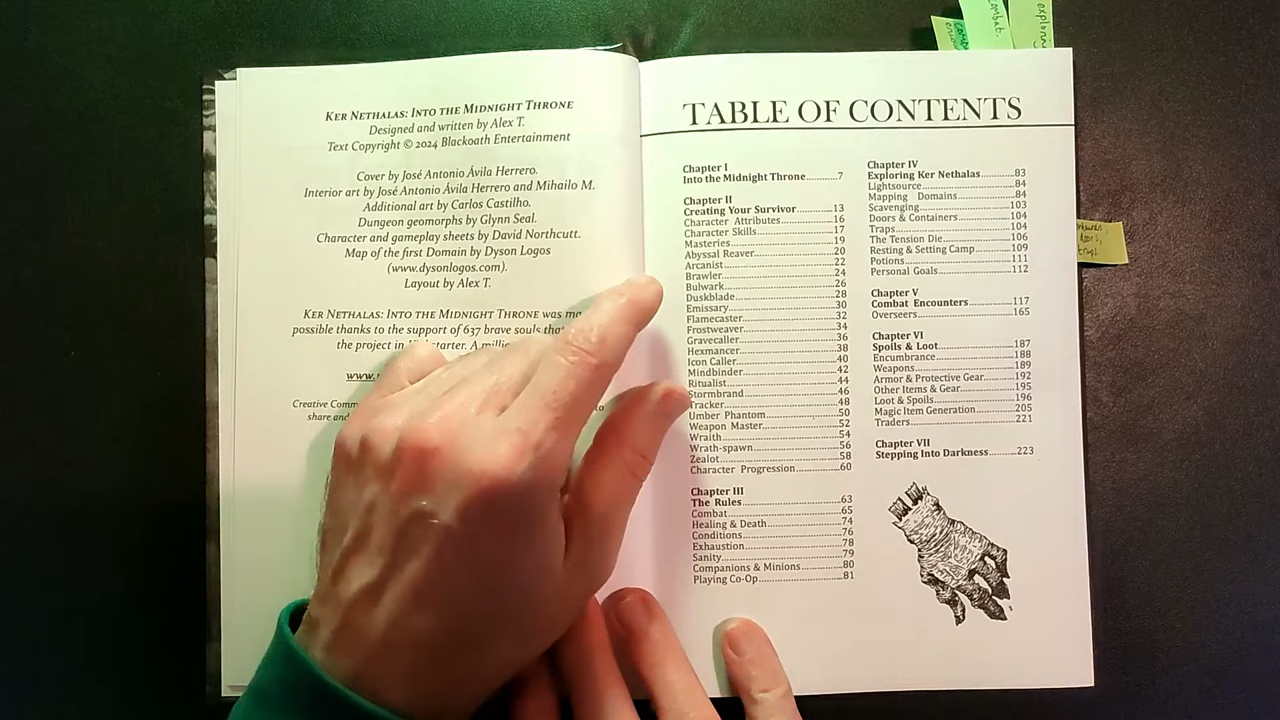 combat.
KER NETHALAS: INTO THE MIDNIGHT THRONE
Designed and written by Alex T.
Text Copyright © 2024 Blackoath Entertainment
Cover by José Antonio Ávila Herrero.
Interior art by José Antonio Ávila Herrero and Mihailo M.
Additional art by Carlos Castilho.
Dungeon geomorphs by Glynn Seal.
Character and gameplay sheets by David Northcutt.
Map of the first Domain by Dyson Logos
(www.dysonlogos.com).
Layout by Alex T.
KER NETHALAS: INTO THE MIDNIGHT THRONE was
possible thanks to the support of 637 brave souls
the project in
Creative
share and
to
TABLE OF CONTENTS
Chapter I
Into the Midnight Throne..........7
Chapter II
Creating Your Survivor..............13
Character Attributes................16
Character Skills.......................17
Masteries................................19
Abyssal Reaver.......................20
Arcanist..................................22
Brawler...................................24
Bulwark..................................26
Duskblade...............................28
Emissary.................................30
Flamecaster............................32
Frostweaver............................34
Gravecaller.............................36
Hexmancer..............................38
Icon Caller..............................40
Mindbinder.............................42
Ritualist..................................44
Stormbrand............................46
Tracker...................................48
Umber Phantom.....................50
Weapon Master......................52
Wraith....................................54
Wrath-spawn..........................56
Zealot.....................................58
Character Progression............60
Chapter III
The Rules................................63
Combat...................................65
Healing & Death.....................74
Conditions..............................76
Exhaustion..............................78
Sanity.....................................79
Companions & Minions..........80
Playing Co-Op.........................81
Chapter IV
Exploring Ker Nethalas...........83
Lightsource.............................84
Mapping Domains..................84
Scavenging............................103
Doors & Containers...............104
Traps....................................104
The Tension Die....................106
Resting & Setting Camp........109
Potions.................................111
Personal Goals......................112
Chapter V
Combat Encounters...............117
Overseers..............................165
Chapter VI
Spoils & Loot.........................187
Encumbrance........................188
Weapons...............................189
Armor & Protective Gear.......192
Other Items & Gear...............195
Loot & Spoils.........................196
Magic Item Generation.........205
Traders.................................221
Chapter VII
Stepping Into Darkness.........223